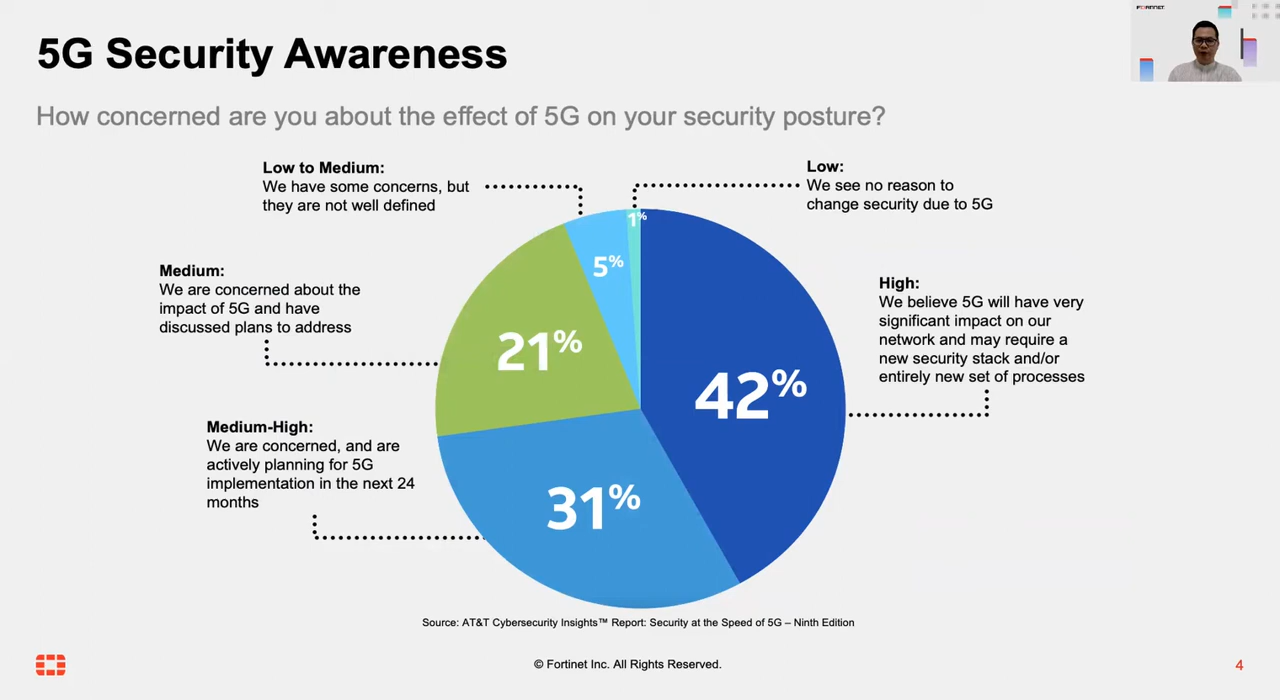 FORTINET
5G Security Awareness
How concerned are you about the effect of 5G on your security posture?
Low to Medium:
We have some concerns, but
they are not well defined
Low:
We see no reason to
change security due to 5G
1%
5%
Medium:
We are concerned about the
impact of 5G and have
discussed plans to address
21%
High:
We believe 5G will have very
significant impact on our
network and may require a
new security stack and/or
entirely new set of processes
42%
Medium-High:
We are concerned, and are
actively planning for 5G
implementation in the next 24
months
31%
Source: AT&T Cybersecurity Insights™ Report: Security at the Speed of 5G – Ninth Edition
© Fortinet Inc. All Rights Reserved.
4